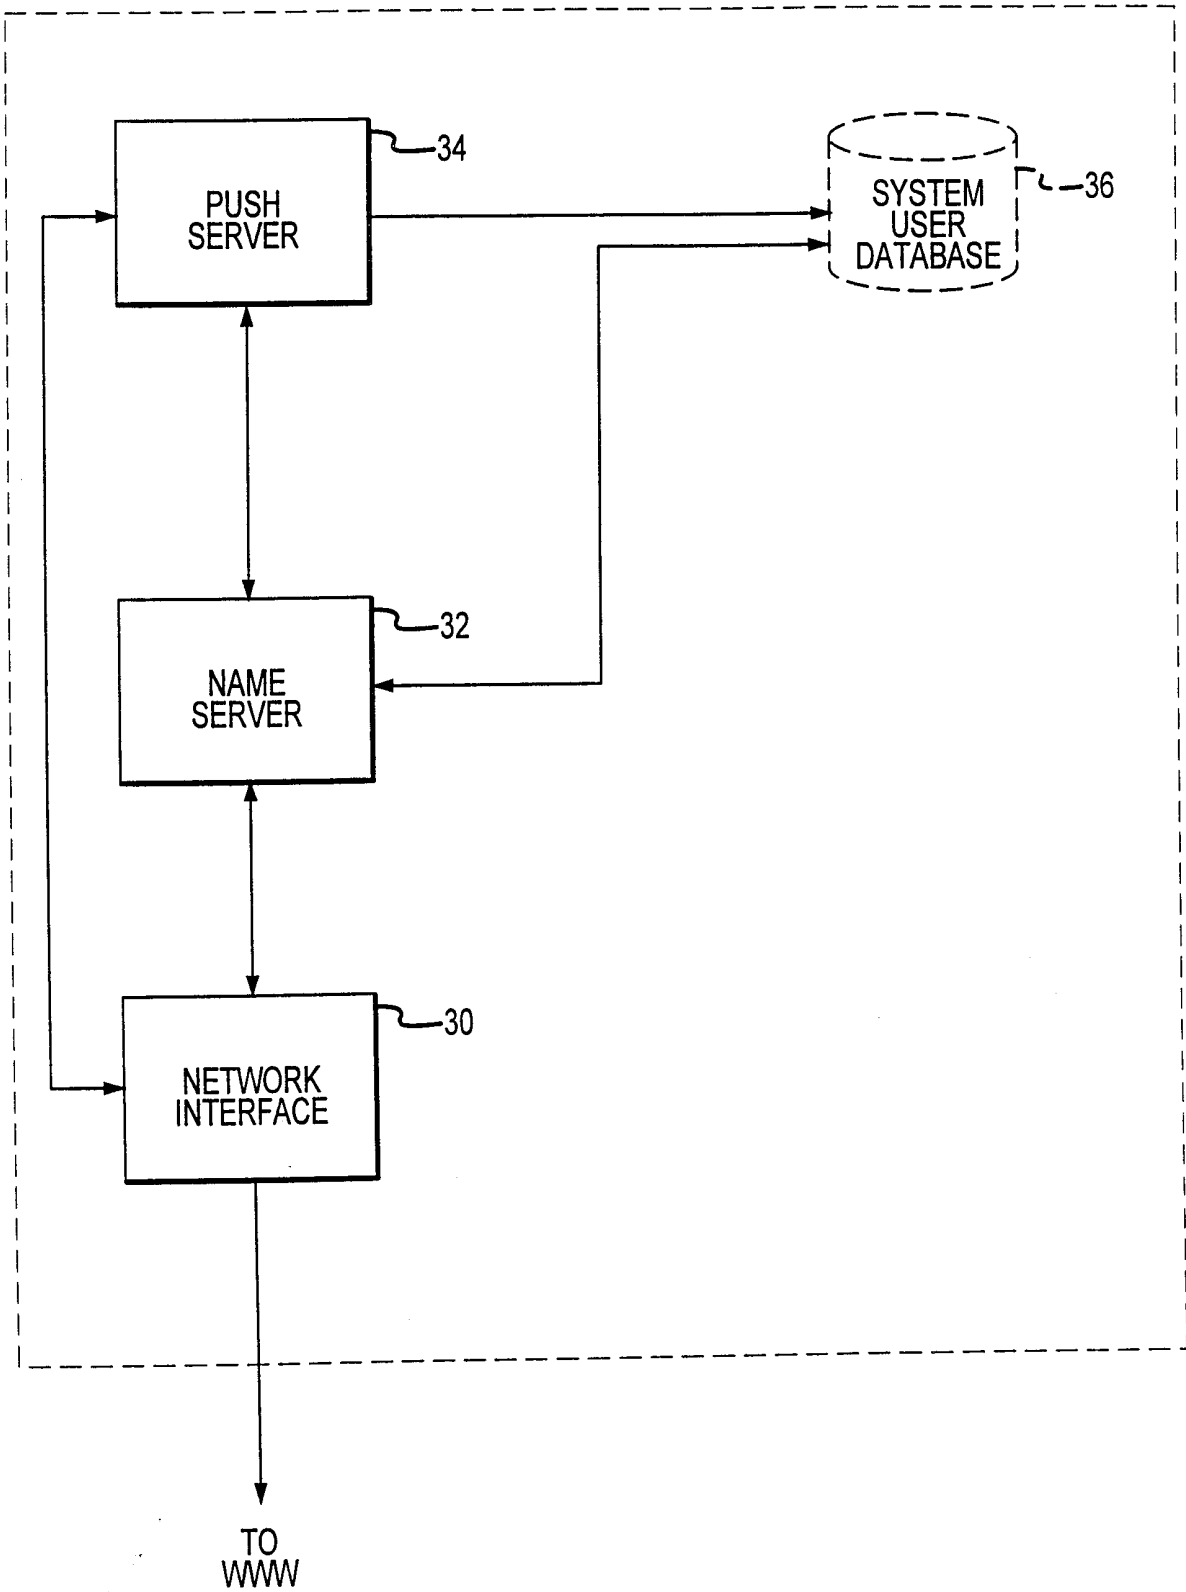 34
PUSH
SERVER
SYSTEM
USER
DATABASE
36
32
NAME
SERVER
30
NETWORK
INTERFACE
TO
WWW